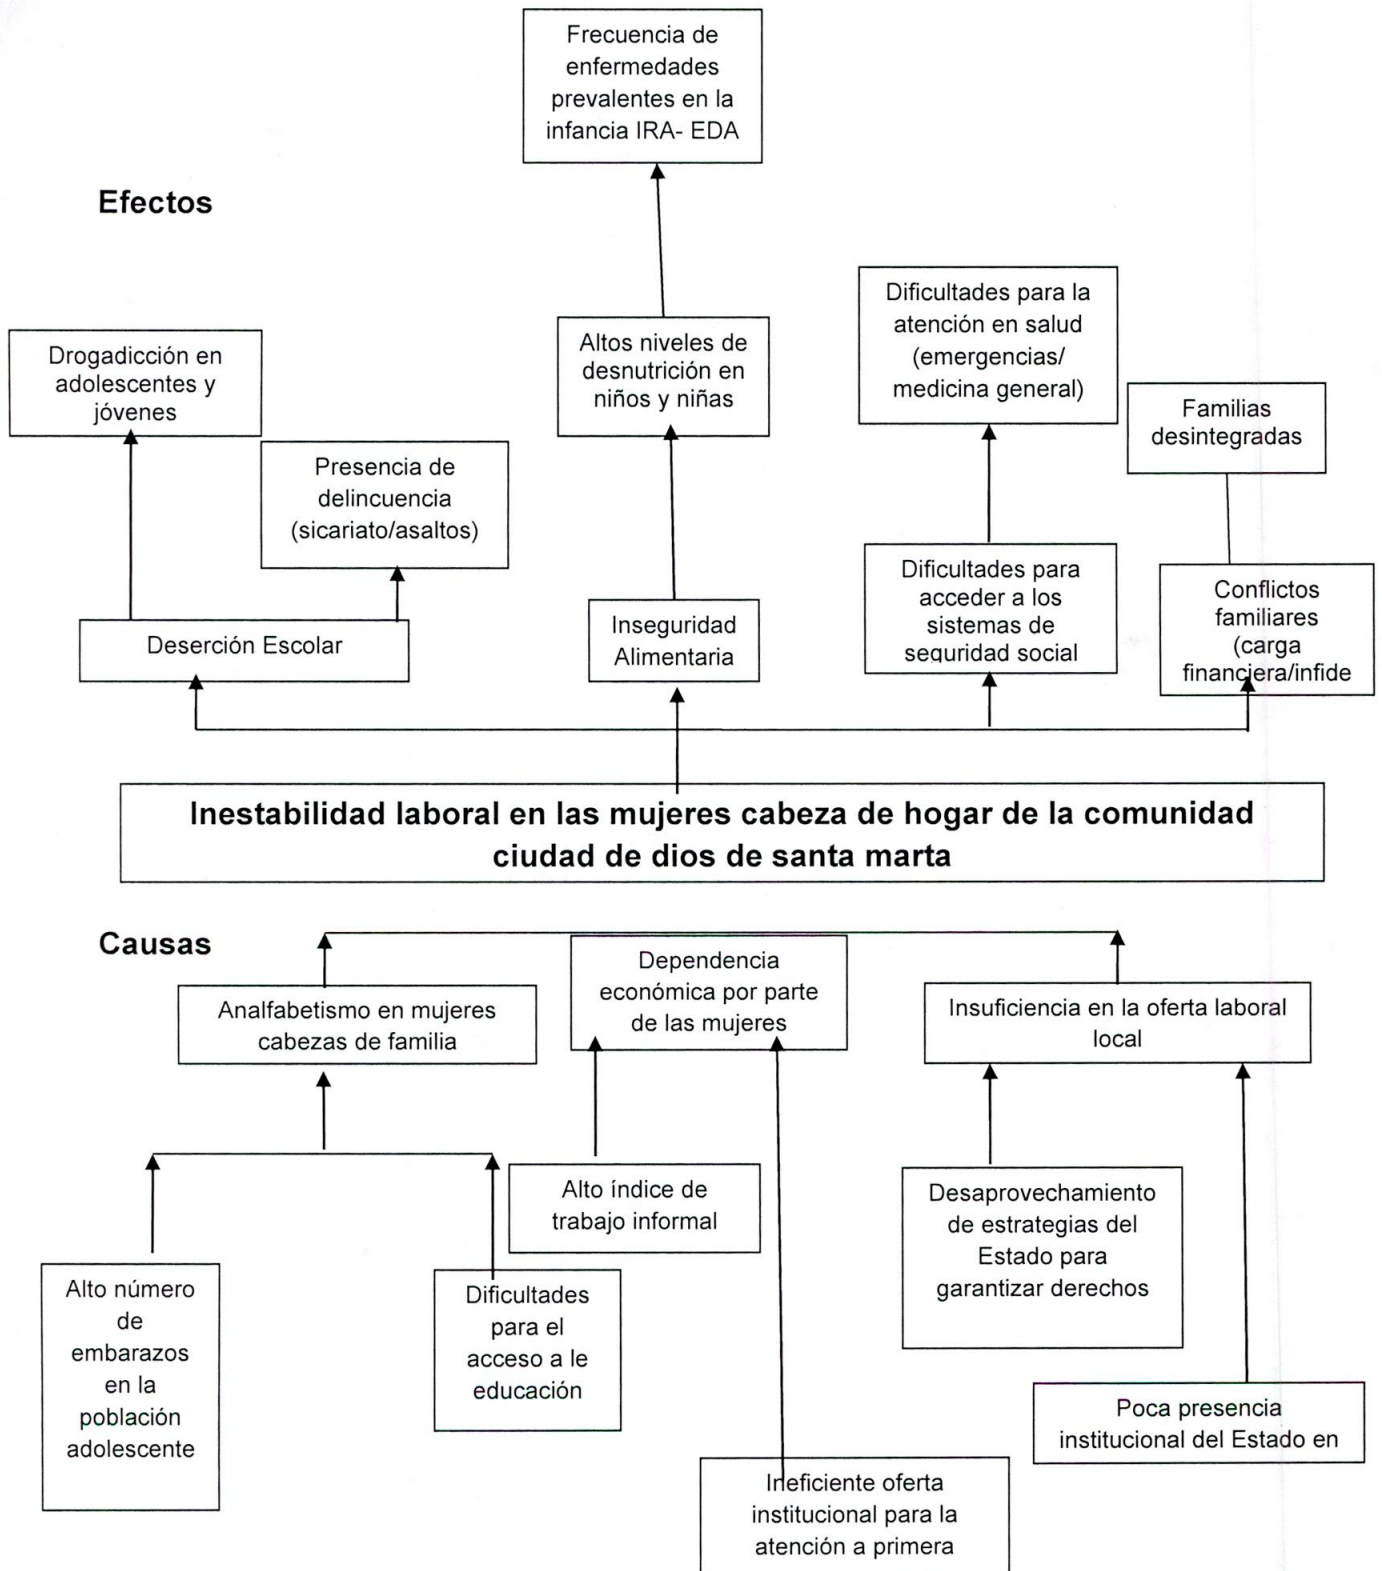 Frecuencia de
enfermedades
prevalentes en la
infancia IRA- EDA
Efectos
Dificultades para la
atención en salud
(emergencias/
medicina general)
Drogadicción en
adolescentes y
jóvenes
Altos niveles de
desnutrición en
niños y niñas
Familias
desintegradas
Presencia de
delincuencia
(sicariato/asaltos)
Dificultades para
acceder a los
sistemas de
seguridad social
Conflictos
familiares
(carga
financiera/infide
Deserción Escolar
Inseguridad
Alimentaria
Inestabilidad laboral en las mujeres cabeza de hogar de la comunidad
ciudad de dios de santa marta
Causas
Dependencia
económica por parte
de las mujeres
Analfabetismo en mujeres
cabezas de familia
Insuficiencia en la oferta laboral
local
Alto índice de
trabajo informal
Desaprovechamiento
de estrategias del
Estado para
garantizar derechos
Alto número
de
embarazos
en la
población
adolescente
Dificultades
para el
acceso a le
educación
Poca presencia
institucional del Estado en
Ineficiente oferta
institucional para la
atención a primera